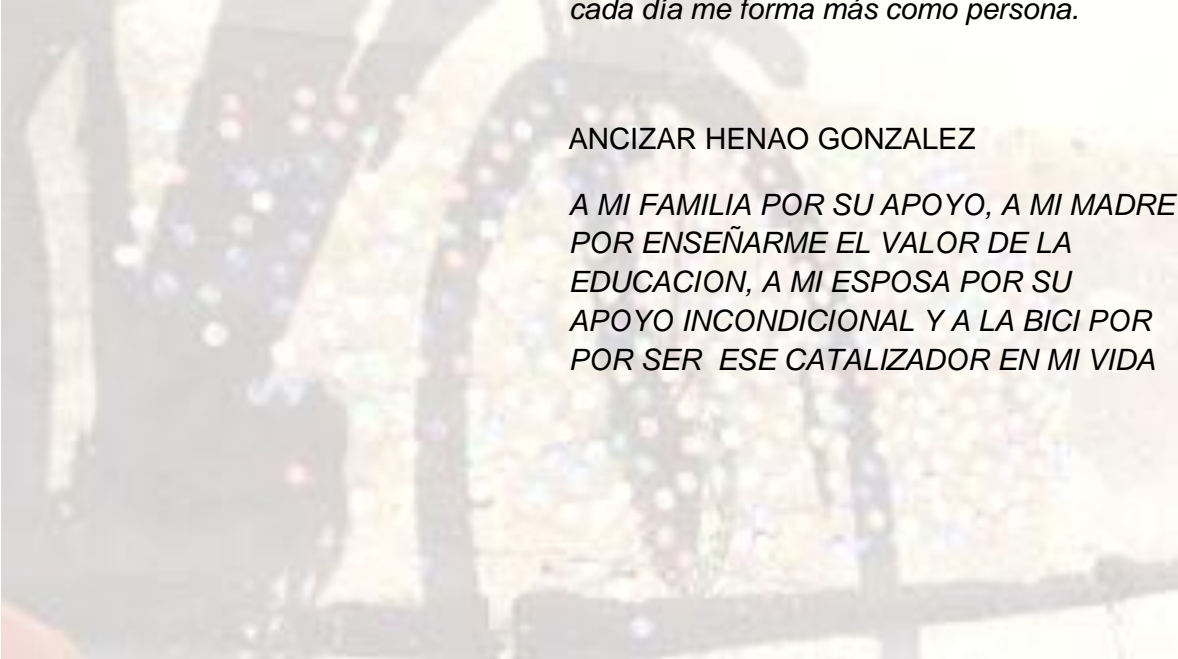 cada día me forma más como persona.
ANCIZAR HENAO GONZALEZ
A MI FAMILIA POR SU APOYO, A MI MADRE
POR ENSEÑARME EL VALOR DE LA
EDUCACION, A MI ESPOSA POR SU
APOYO INCONDICIONAL Y A LA BICI POR
POR SER ESE CATALIZADOR EN MI VIDA